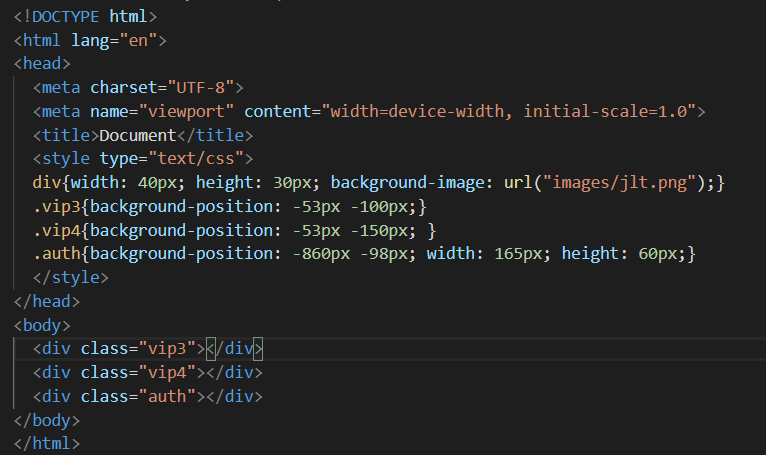 <!DOCTYPE html>
<html lang="en">
<head>
  <meta charset="UTF-8">
  <meta name="viewport" content="width=device-width, initial-scale=1.0">
  <title>Document</title>
  <style type="text/css">
  div{width: 40px; height: 30px; background-image: url("images/jlt.png");}
  .vip3{background-position: -53px -100px;}
  .vip4{background-position: -53px -150px; }
  .auth{background-position: -860px -98px; width: 165px; height: 60px;}
  </style>
</head>
<body>
  <div class="vip3"></div>
  <div class="vip4"></div>
  <div class="auth"></div>
</body>
</html>